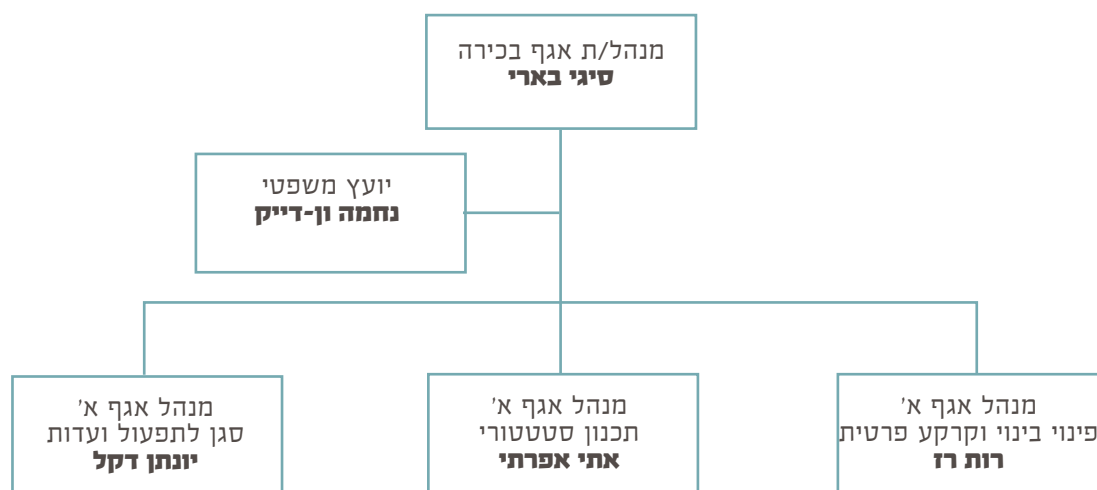 מנהל/ת אגף בכירה
סיגי בארי
יועץ משפטי
נחמה ון-דייק
מנהל אגף א'
פינוי בינוי וקרקע פרטית
רות רז
מנהל אגף א'
תכנון סטטטורי
אתי אפרתי
מנהל אגף א'
סגן לתפעול ועדות
יונתן דקל